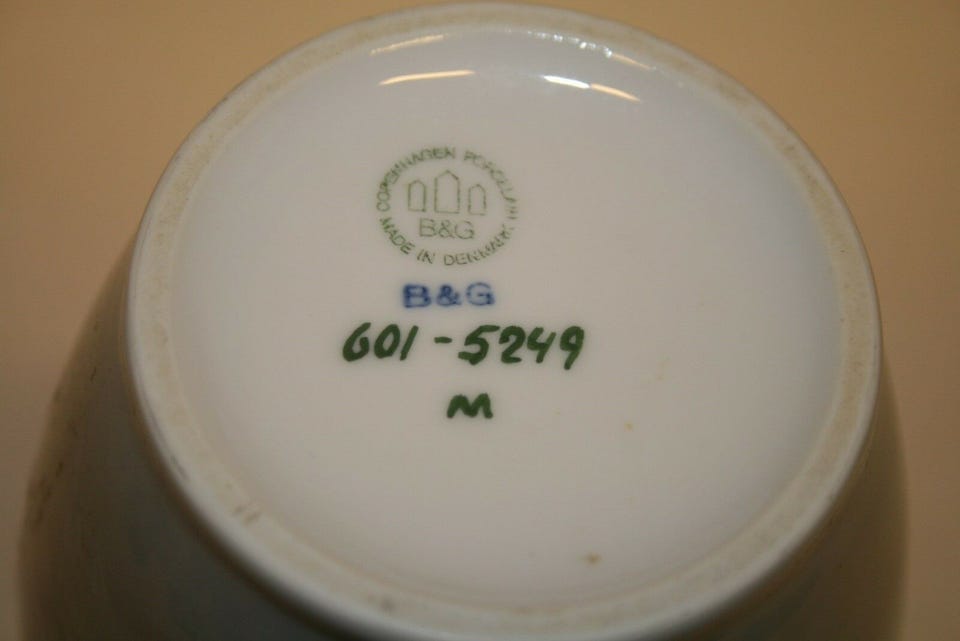 COPENHAGEN PORCELAIN
B&G
MADE IN DENMARK
B&G
601-5249
M